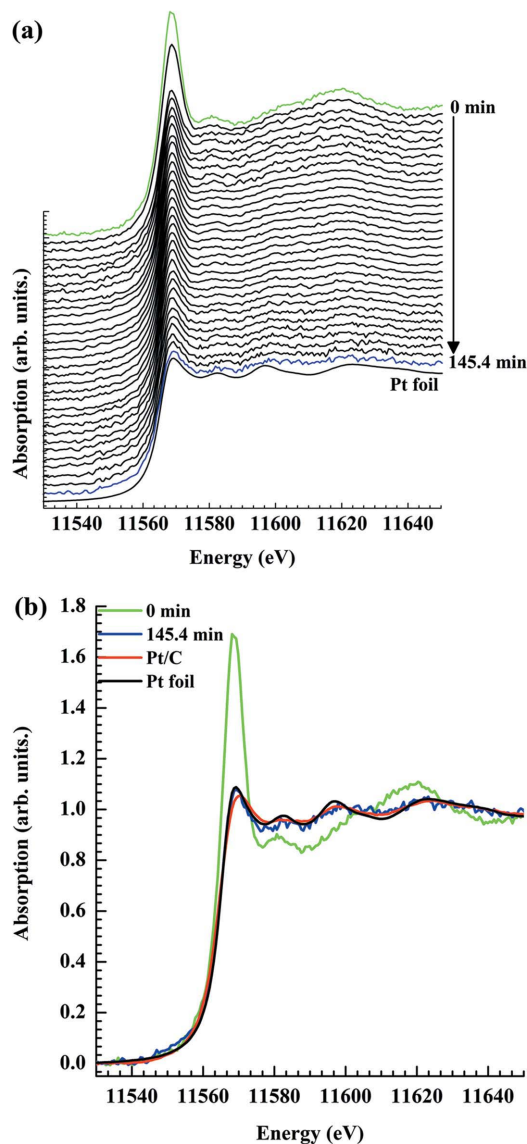 (a)
0 min
145.4 min
Pt foil
Absorption (arb. units.)
11540 11560 11580 11600 11620 11640
Energy (eV)
(b)
1.8
1.6
1.4
1.2
1.0
0.8
0.6
0.4
0.2
0.0
0 min
145.4 min
Pt/C
Pt foil
Absorption (arb. units.)
11540 11560 11580 11600 11620 11640
Energy (eV)